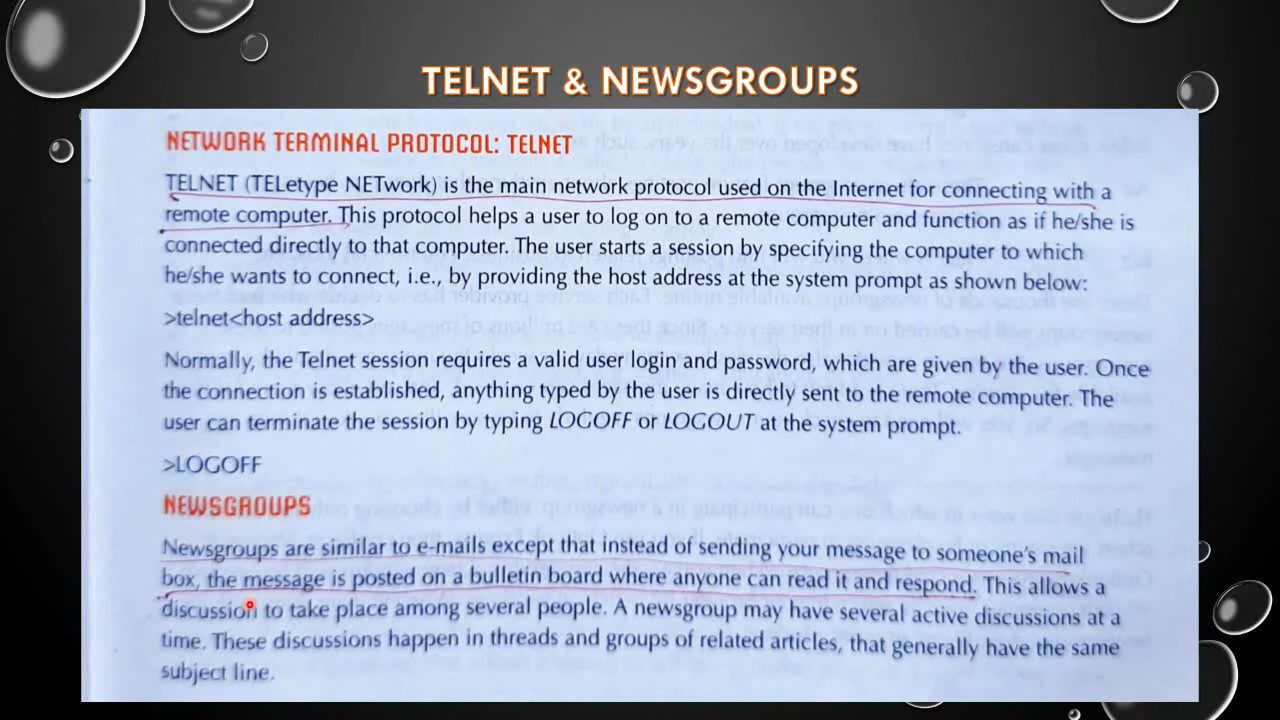 TELNET & NEWSGROUPS
NETWORK TERMINAL PROTOCOL: TELNET
TELNET (TELetype NETwork) is the main network protocol used on the Internet for connecting with a
remote computer. This protocol helps a user to log on to a remote computer and function as if he/she is
connected directly to that computer. The user starts a session by specifying the computer to which
he/she wants to connect, i.e., by providing the host address at the system prompt as shown below:
>telnet<host address>
Normally, the Telnet session requires a valid user login and password, which are given by the user. Once
the connection is established, anything typed by the user is directly sent to the remote computer. The
user can terminate the session by typing LOGOFF or LOGOUT at the system prompt.
>LOGOFF
NEWSGROUPS
Newsgroups are similar to e-mails except that instead of sending your message to someone's mail
box, the message is posted on a bulletin board where anyone can read it and respond. This allows a
discussion to take place among several people. A newsgroup may have several active discussions at a
time. These discussions happen in threads and groups of related articles, that generally have the same
subject line.